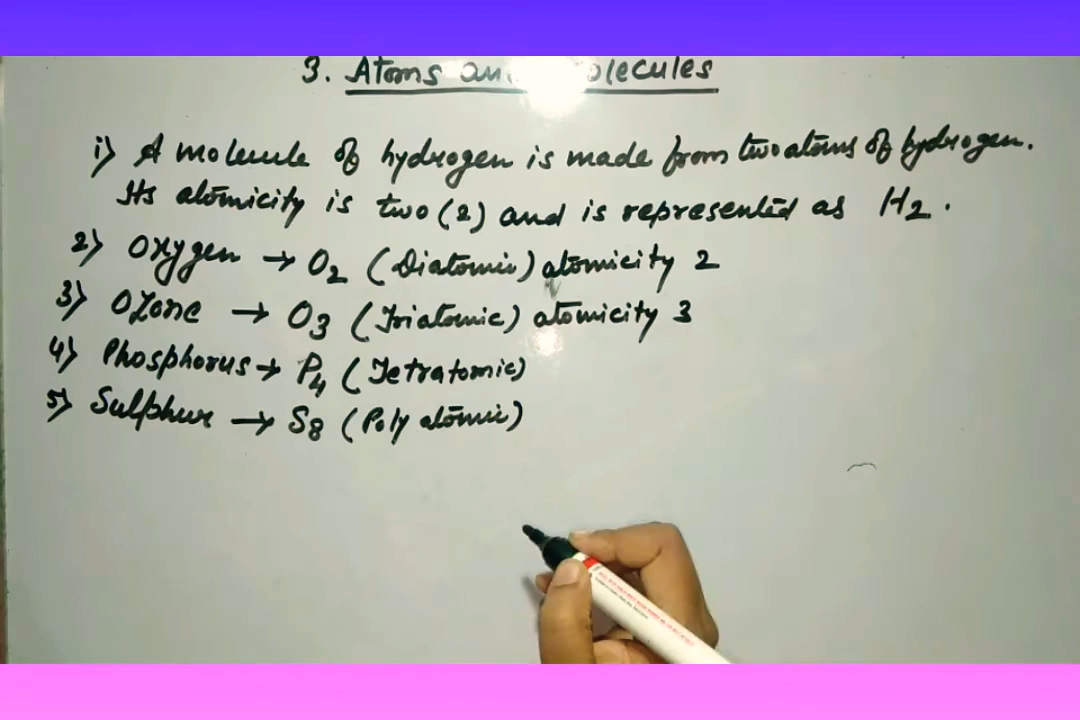 3. Atoms and Molecules
i) A molecule of hydrogen is made from two atoms of hydrogen.
Its atomicity is two (2) and is represented as H2.
2) Oxygen → O2 (Diatomic) atomicity 2
3) Ozone → O3 (Triatomic) atomicity 3
4) Phosphorus → P4 (Tetratomic)
5) Sulphur → S8 (Poly atomic)